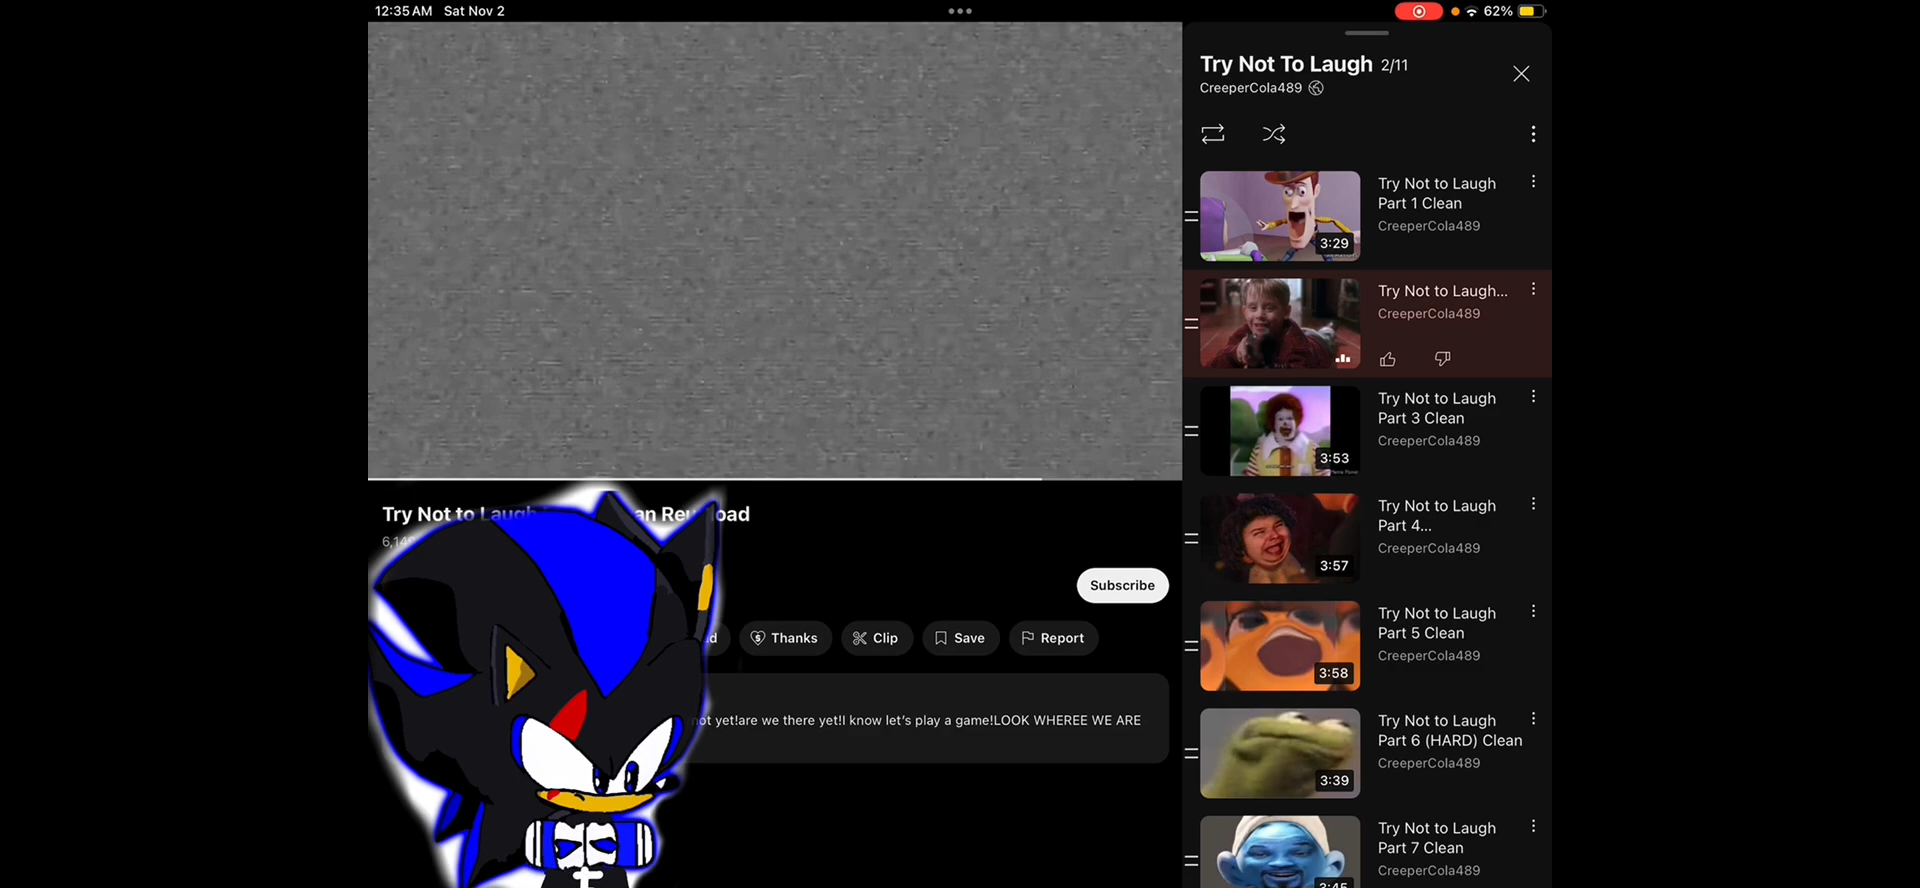 12:35 AM Sat Nov 2
62%
Try Not To Laugh 2/11
CreeperCola489
Try Not to Laugh
Part 1 Clean
CreeperCola489
3:29
Try Not to Laugh...
CreeperCola489
Try Not to Laugh
Part 3 Clean
CreeperCola489
3:53
Try Not to Laugh
Part 4...
CreeperCola489
3:57
Try Not to Laugh
Part 5 Clean
CreeperCola489
3:58
Try Not to Laugh
Part 6 (HARD) Clean
CreeperCola489
3:39
Try Not to Laugh
Part 7 Clean
CreeperCola489
3:45
Try Not to Laugh
Subscribe
Thanks
Clip
Save
Report
not yet!are we there yet!I know let's play a game!LOOK WHEREE WE ARE